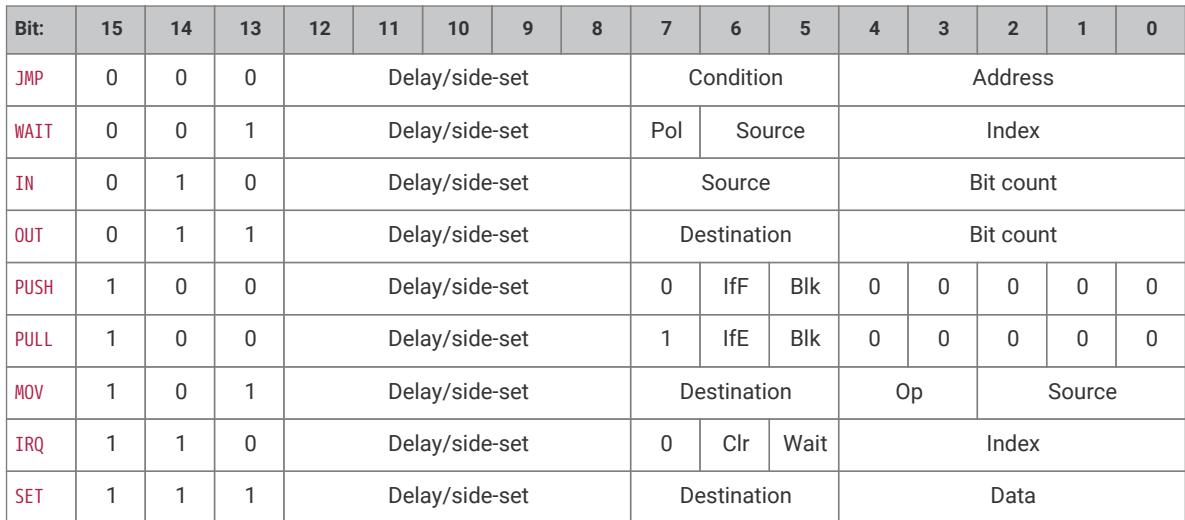 Bit: 15 14 13 12 11 10 9 8 7 6 5 4 3 2 1 0
JMP 0 0 0 Delay/side-set Condition Address
WAIT 0 0 1 Delay/side-set Pol Source Index
IN 0 1 0 Delay/side-set Source Bit count
OUT 0 1 1 Delay/side-set Destination Bit count
PUSH 1 0 0 Delay/side-set 0 IfF Blk 0 0 0 0 0
PULL 1 0 0 Delay/side-set 1 IfE Blk 0 0 0 0 0
MOV 1 0 1 Delay/side-set Destination Op Source
IRQ 1 1 0 Delay/side-set 0 Clr Wait Index
SET 1 1 1 Delay/side-set Destination Data